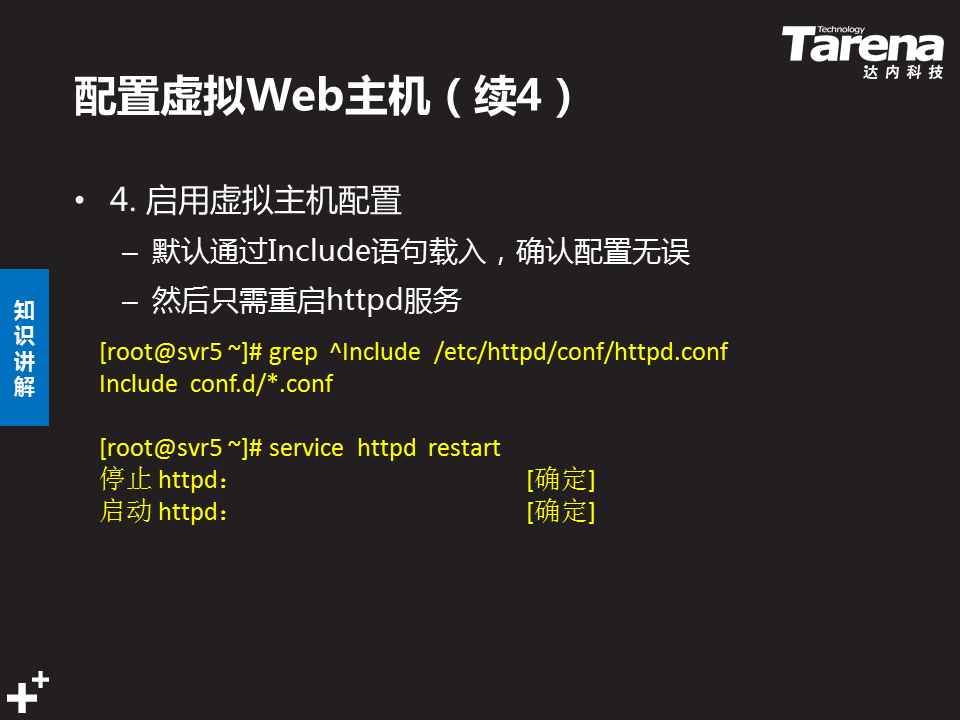 Technology
Tarena
达内科技
配置虚拟Web主机（续4）
• 4. 启用虚拟主机配置
– 默认通过Include语句载入，确认配置无误
– 然后只需重启httpd服务
知识讲解
[root@svr5 ~]# grep ^Include /etc/httpd/conf/httpd.conf
Include conf.d/*.conf
[root@svr5 ~]# service httpd restart
停止 httpd： [确定]
启动 httpd： [确定]